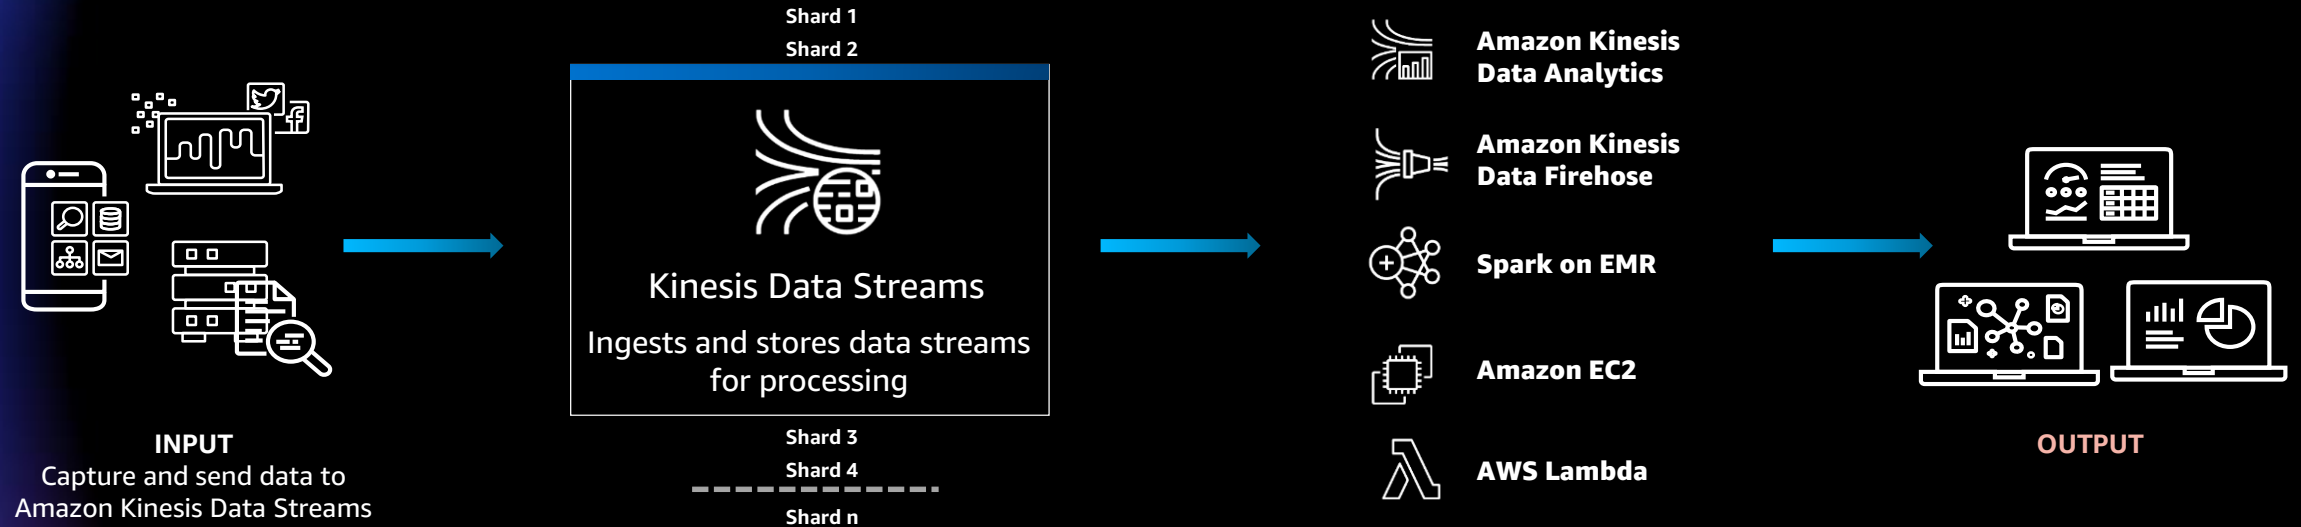 INPUT
Capture and send data to
Amazon Kinesis Data Streams
Shard 1
Shard 2
Kinesis Data Streams
Ingests and stores data streams
for processing
Shard 3
Shard 4
Shard n
Amazon Kinesis
Data Analytics
Amazon Kinesis
Data Firehose
Spark on EMR
Amazon EC2
AWS Lambda
OUTPUT